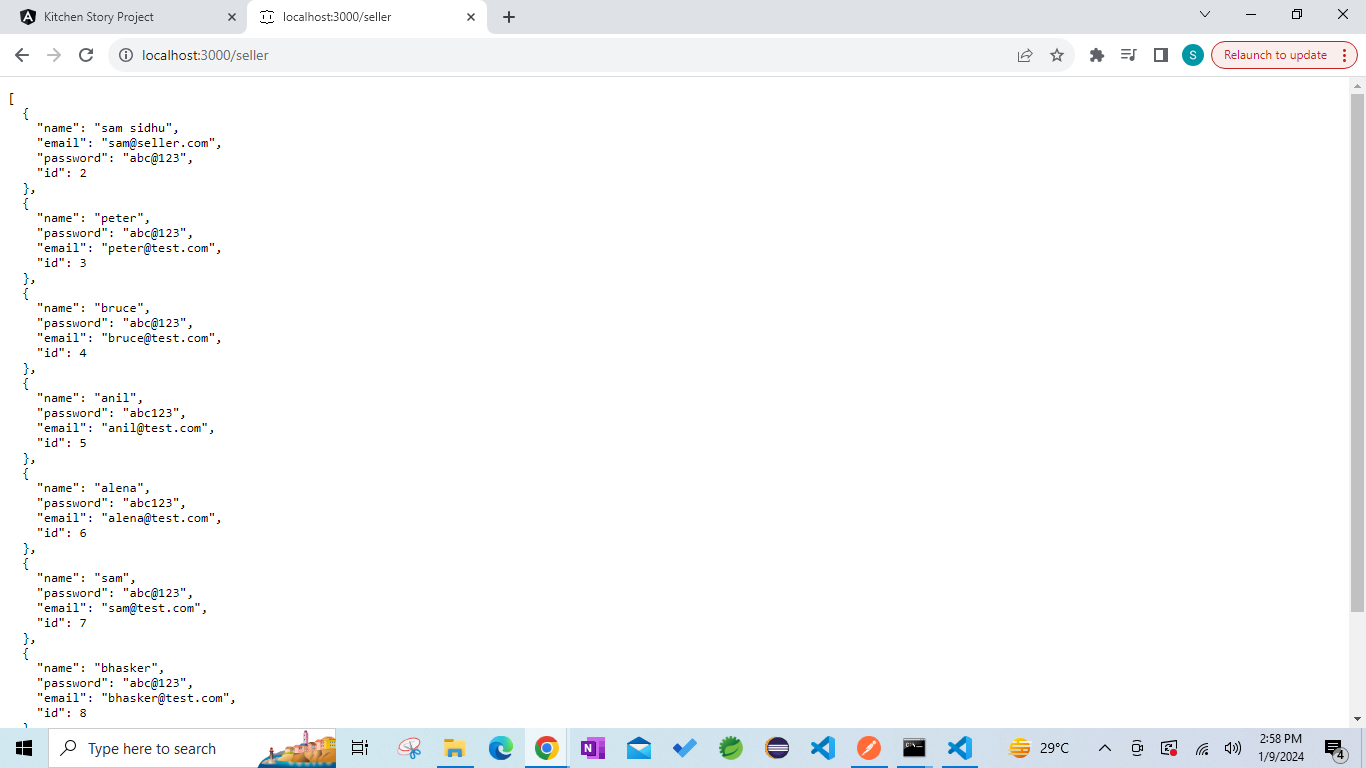 Kitchen Story Project
localhost:3000/seller
localhost:3000/seller
S
Relaunch to update
[
{
"name": "sam sidhu",
"email": "sam@seller.com",
"password": "abc@123",
"id": 2
},
{
"name": "peter",
"password": "abc@123",
"email": "peter@test.com",
"id": 3
},
{
"name": "bruce",
"password": "abc@123",
"email": "bruce@test.com",
"id": 4
},
{
"name": "anil",
"password": "abc123",
"email": "anil@test.com",
"id": 5
},
{
"name": "alena",
"password": "abc123",
"email": "alena@test.com",
"id": 6
},
{
"name": "sam",
"password": "abc@123",
"email": "sam@test.com",
"id": 7
},
{
"name": "bhasker",
"password": "abc@123",
"email": "bhasker@test.com",
"id": 8
Type here to search
29°C
2:58 PM
1/9/2024
4